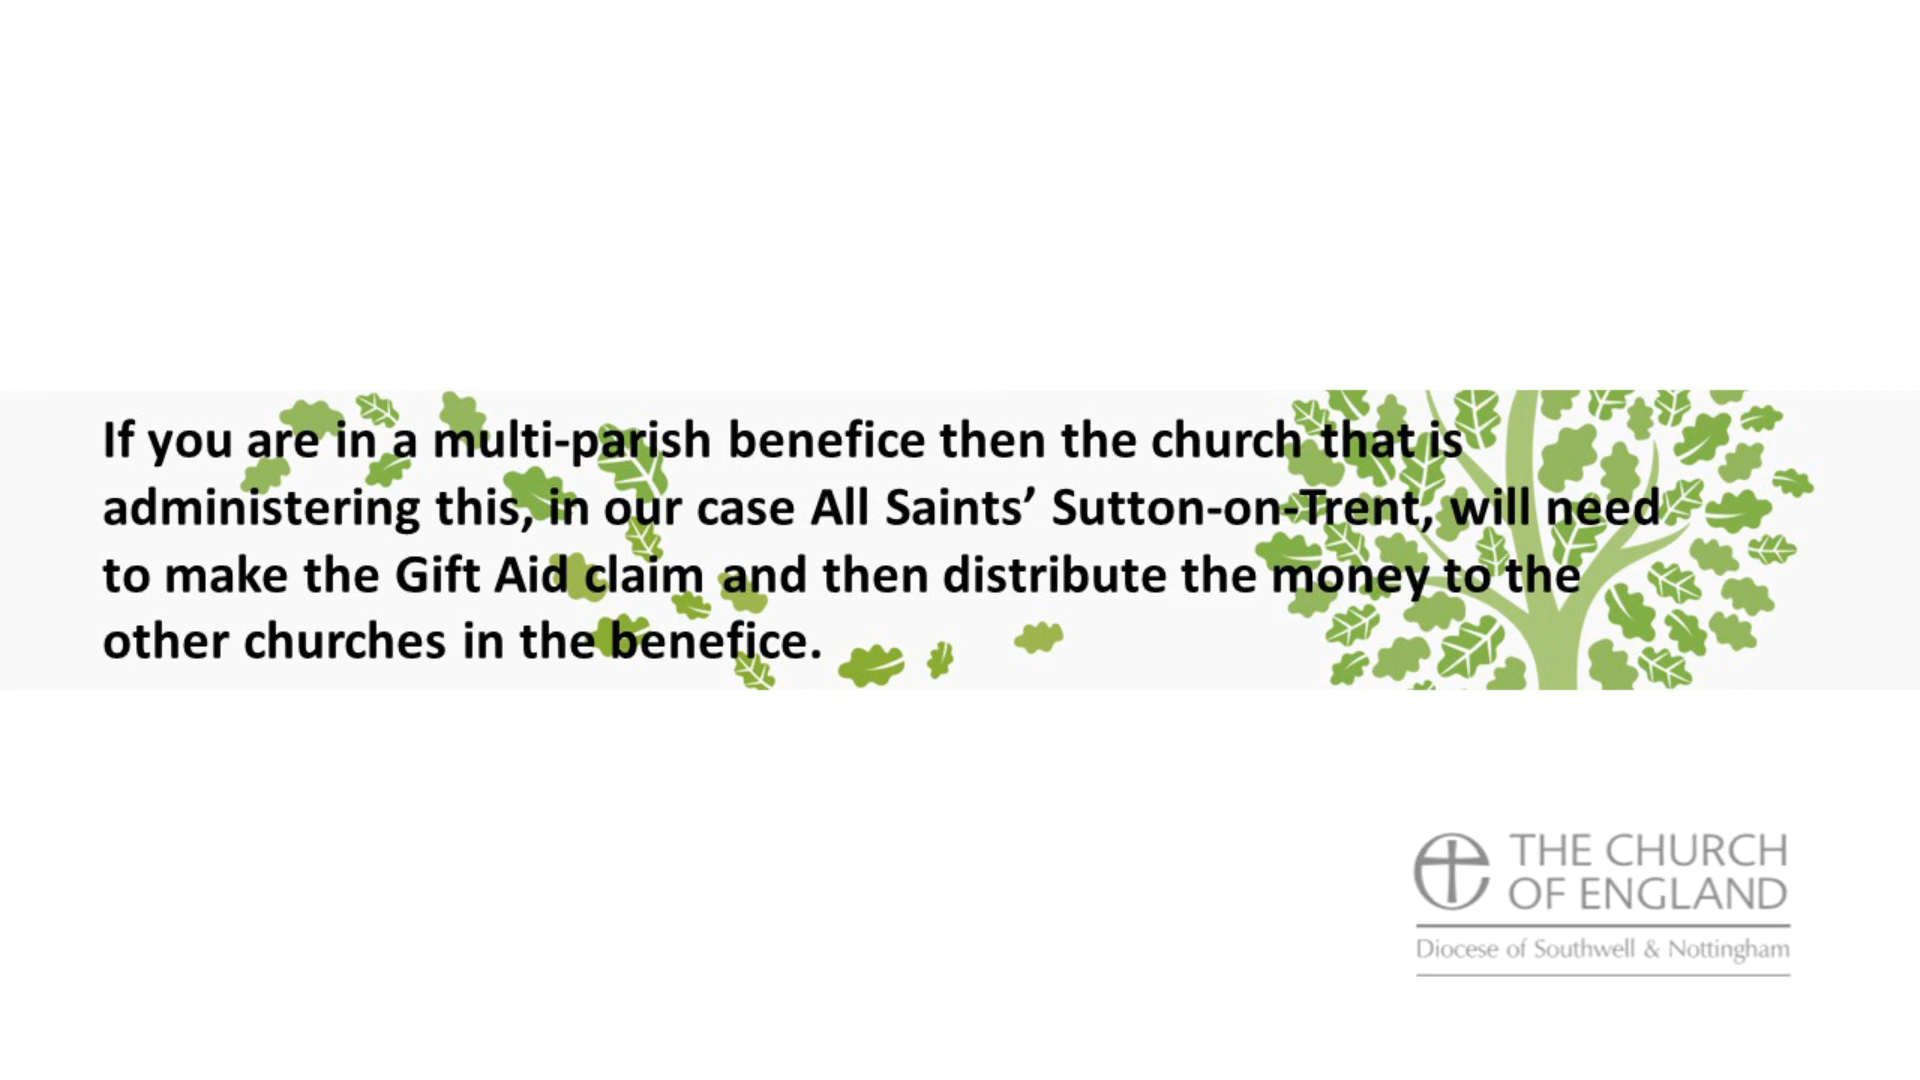 If you are in a multi-parish benefice then the church that is
administering this, in our case All Saints’ Sutton-on-Trent, will need
to make the Gift Aid claim and then distribute the money to the
other churches in the benefice.
THE CHURCH
OF ENGLAND
Diocese of Southwell & Nottingham